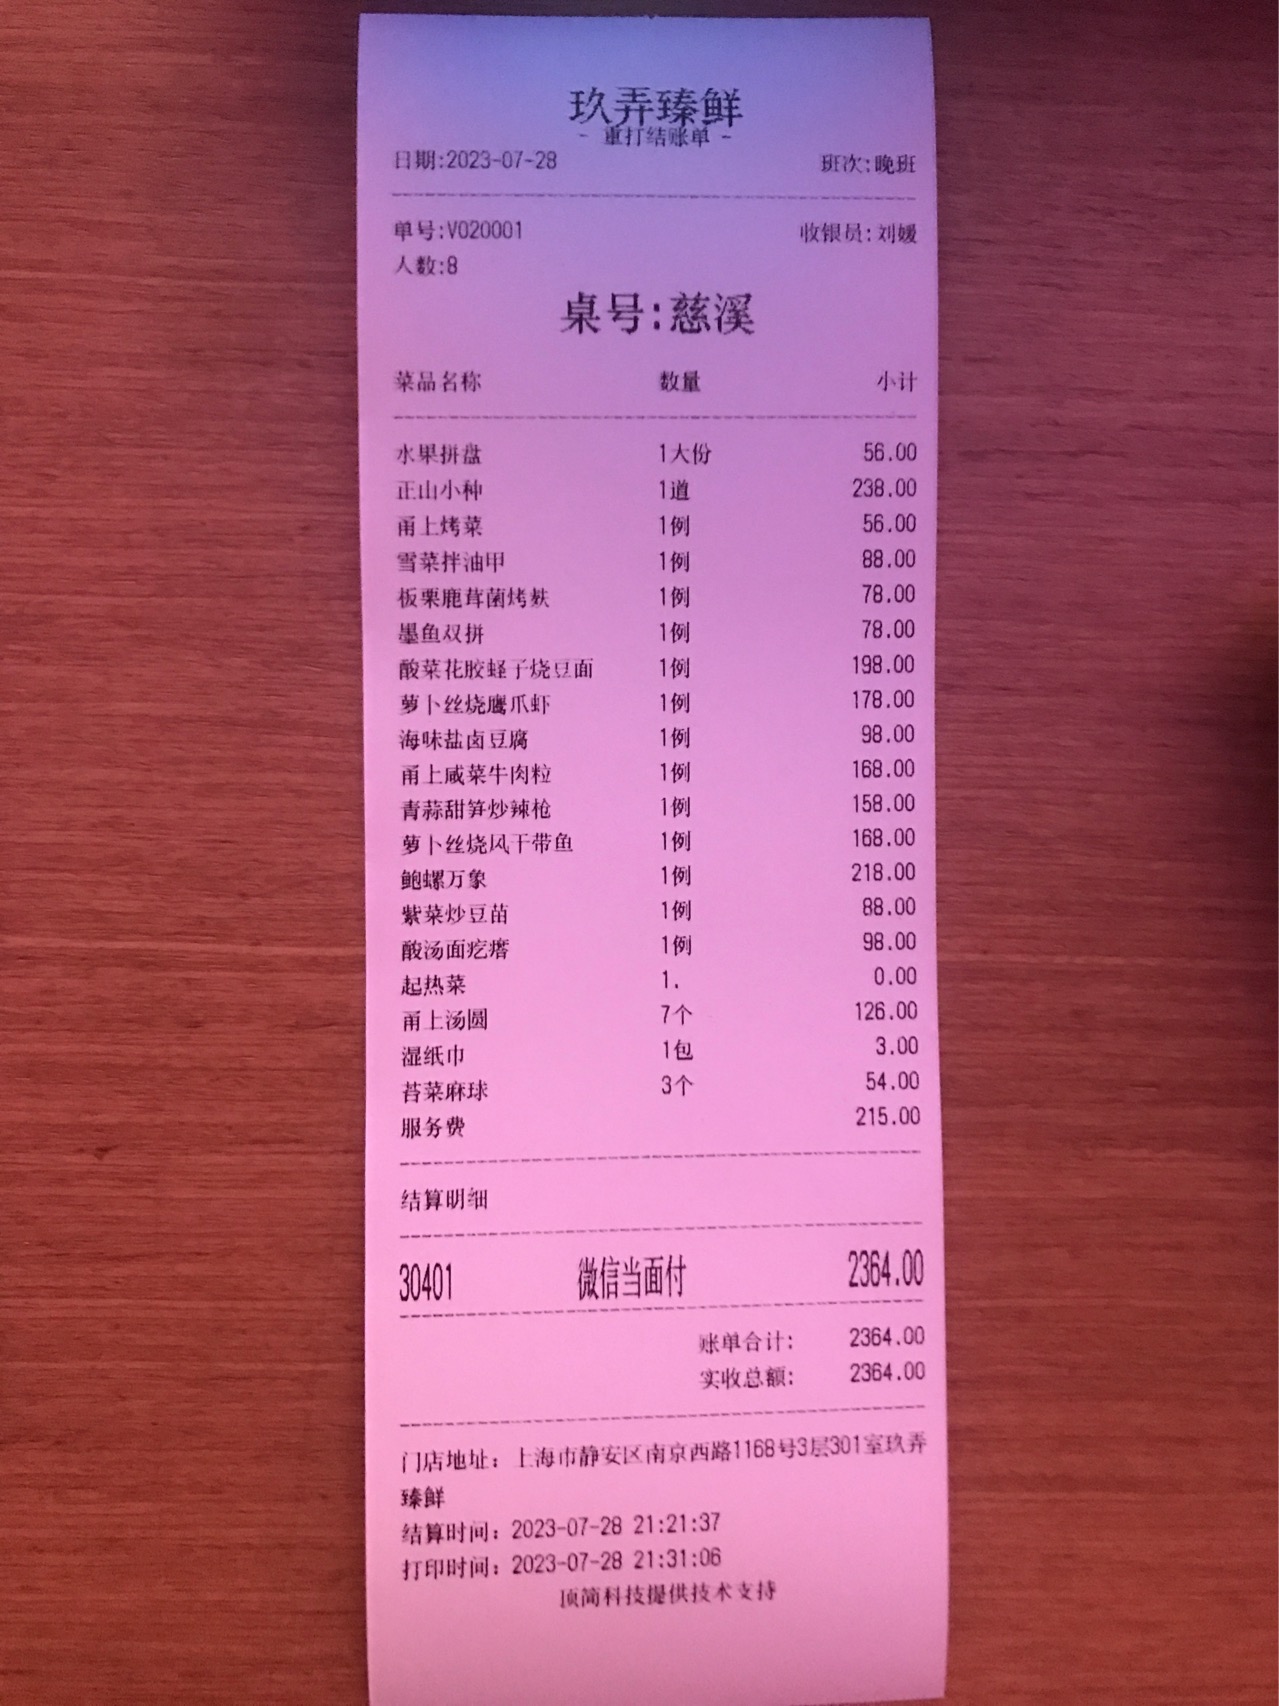 玖弄臻鲜
- 重打结账单 -
日期:2023-07-28 班次:晚班
单号:V020001 收银员:刘媛
人数:8
桌号:慈溪
菜品名称 数量 小计
水果拼盘 1大份 56.00
正山小种 1道 238.00
甬上烤菜 1例 56.00
雪菜拌油甲 1例 88.00
板栗鹿茸菌烤麸 1例 78.00
墨鱼双拼 1例 78.00
酸菜花胶蛏子烧豆面 1例 198.00
萝卜丝烧鹰爪虾 1例 178.00
海味盐卤豆腐 1例 98.00
甬上咸菜牛肉粒 1例 168.00
青蒜甜笋炒辣枪 1例 158.00
萝卜丝烧风干带鱼 1例 168.00
鲍螺万象 1例 218.00
紫菜炒豆苗 1例 88.00
酸汤面疙瘩 1例 98.00
起热菜 1. 0.00
甬上汤圆 7个 126.00
湿纸巾 1包 3.00
苔菜麻球 3个 54.00
服务费 215.00
结算明细
30401 微信当面付 2364.00
账单合计: 2364.00
实收总额: 2364.00
门店地址：上海市静安区南京西路1168号3层301室玖弄
臻鲜
结算时间：2023-07-28 21:21:37
打印时间：2023-07-28 21:31:06
顶简科技提供技术支持